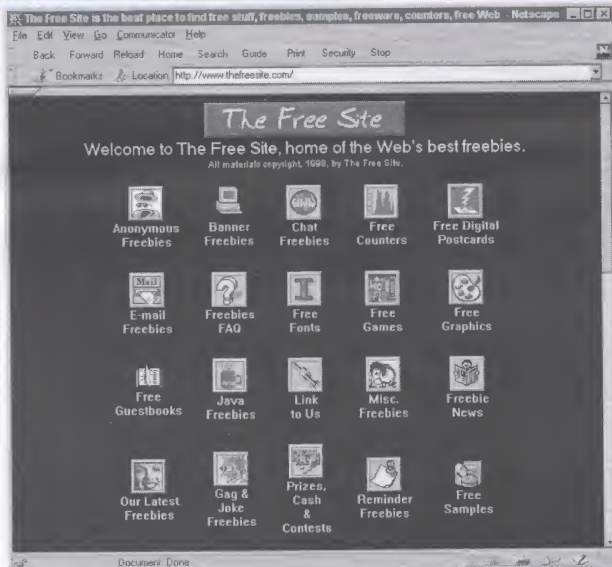 The Free Site is the best place to find free stuff, freebies, samples, freeware, counters, free Web - Netscape
File Edit View Go Communicator Help
Back Forward Reload Home Search Guide Print Security Stop
Bookmarks Location http://www.thefreesite.com/
The Free Site
Welcome to The Free Site, home of the Web's best freebies.
All materials copyright, 1998, by The Free Site.
Anonymous
Freebies
Banner
Freebies
Chat
Freebies
Free
Counters
Free Digital
Postcards
Mail
E-mail
Freebies
Freebies
FAQ
Free
Fonts
Free
Games
Free
Graphics
Free
Guestbooks
Java
Freebies
Link
to Us
Misc.
Freebies
Freebie
News
Our Latest
Freebies
Gag &
Joke
Freebies
Prizes,
Cash
&
Contests
Reminder
Freebies
Free
Samples
Document Done